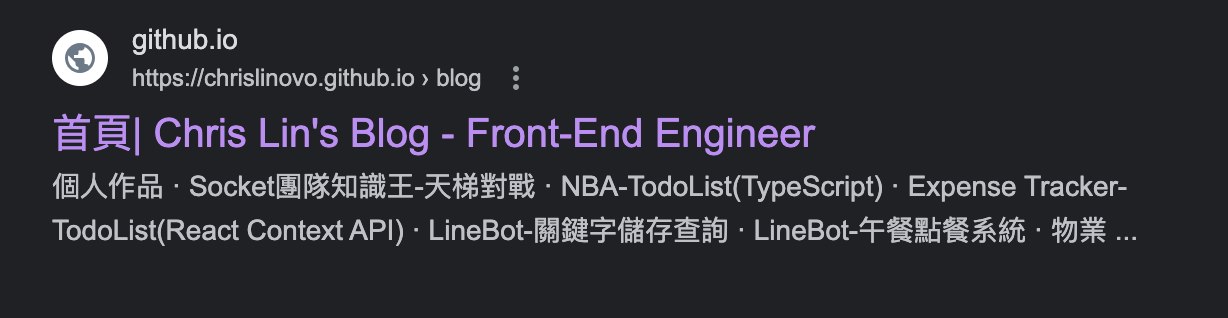 github.io
https://chrislinovo.github.io › blog
首頁| Chris Lin's Blog - Front-End Engineer
個人作品 · Socket團隊知識王-天梯對戰 · NBA-TodoList(TypeScript) · Expense Tracker-
TodoList(React Context API) · LineBot-關鍵字儲存查詢 · LineBot-午餐點餐系統 · 物業 ...